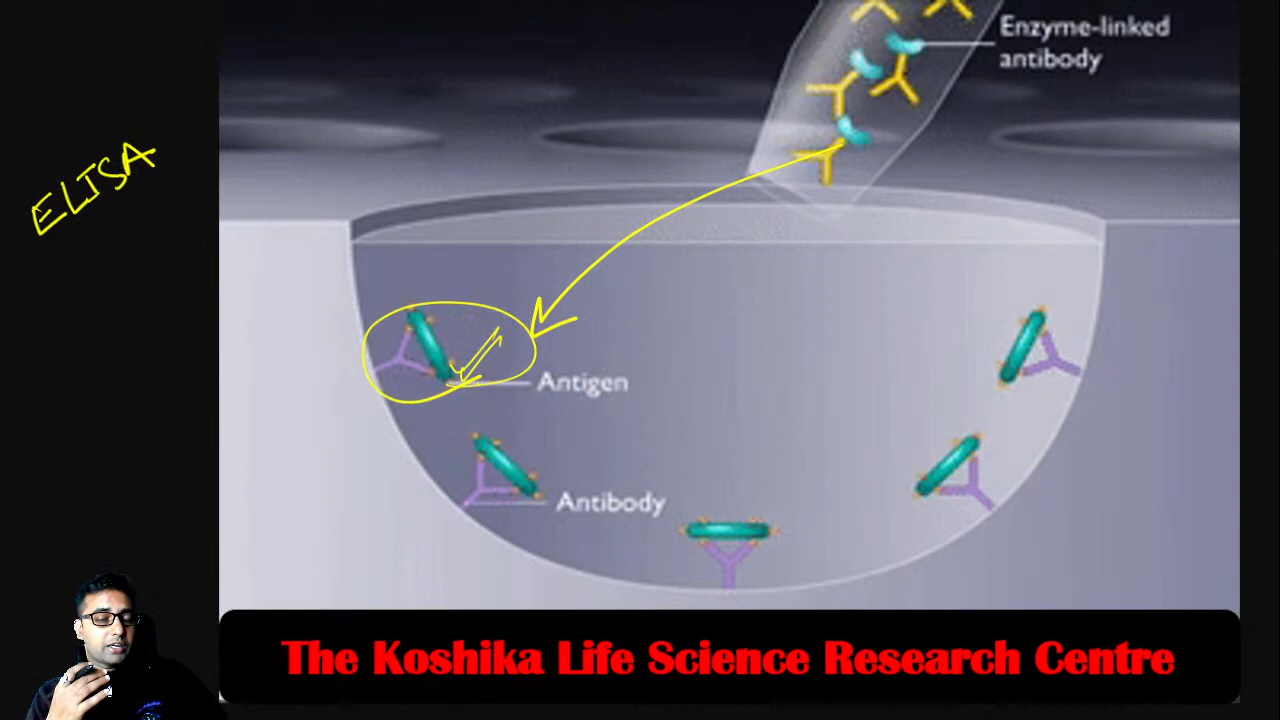 Enzyme-linked
antibody
ELISA
Antigen
Antibody
The Koshika Life Science Research Centre